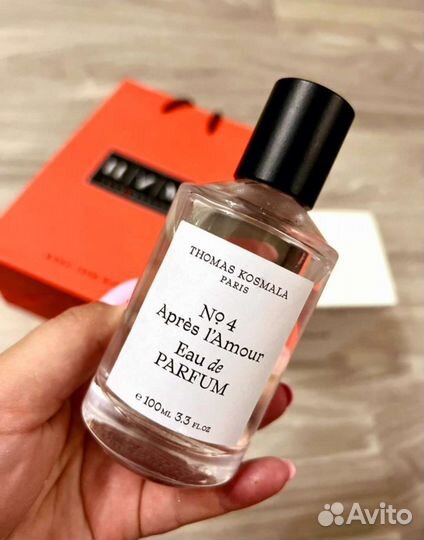 THOMAS KOSMALA
PARIS
Nº 4
Après l'Amour
Eau de
PARFUM
e 100 ML 3.3 FL.OZ
Avito